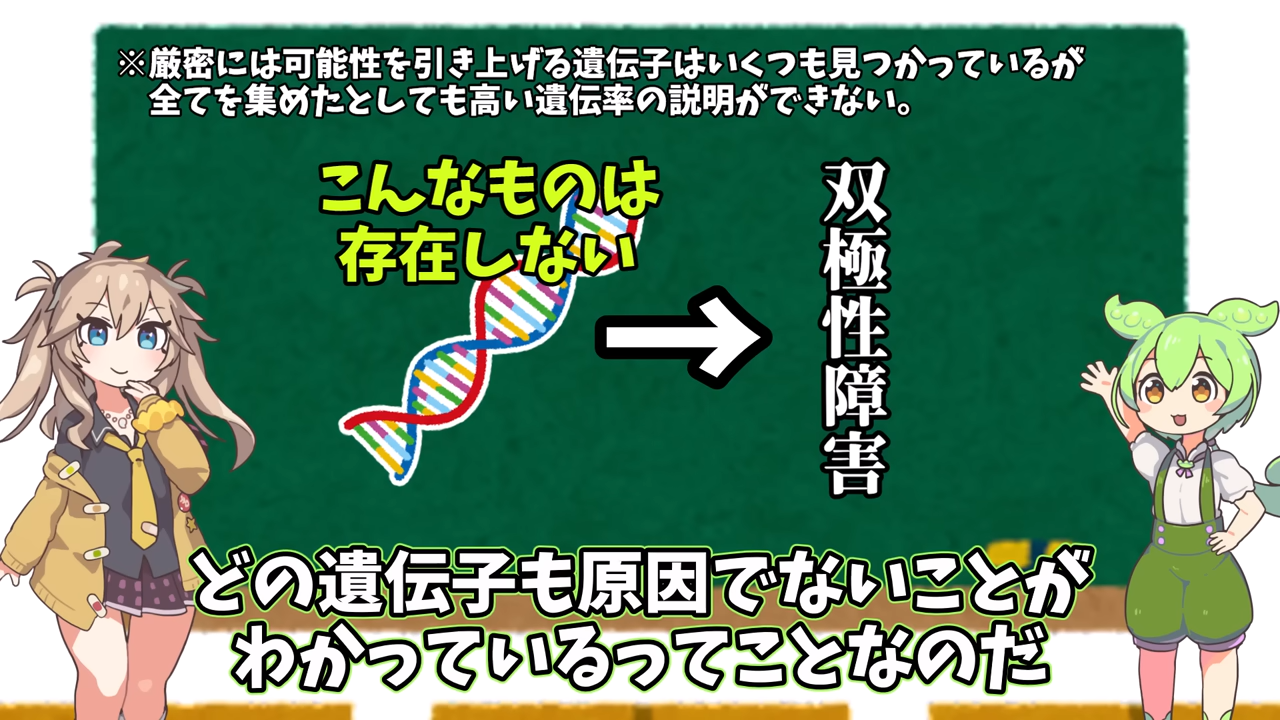 ※厳密には可能性を引き上げる遺伝子はいくつも見つかっているが
全てを集めたとしても高い遺伝率の説明ができない。
こんなものは
存在しない
双極性障害
どの遺伝子も原因でないことが
わかっているってことなのだ